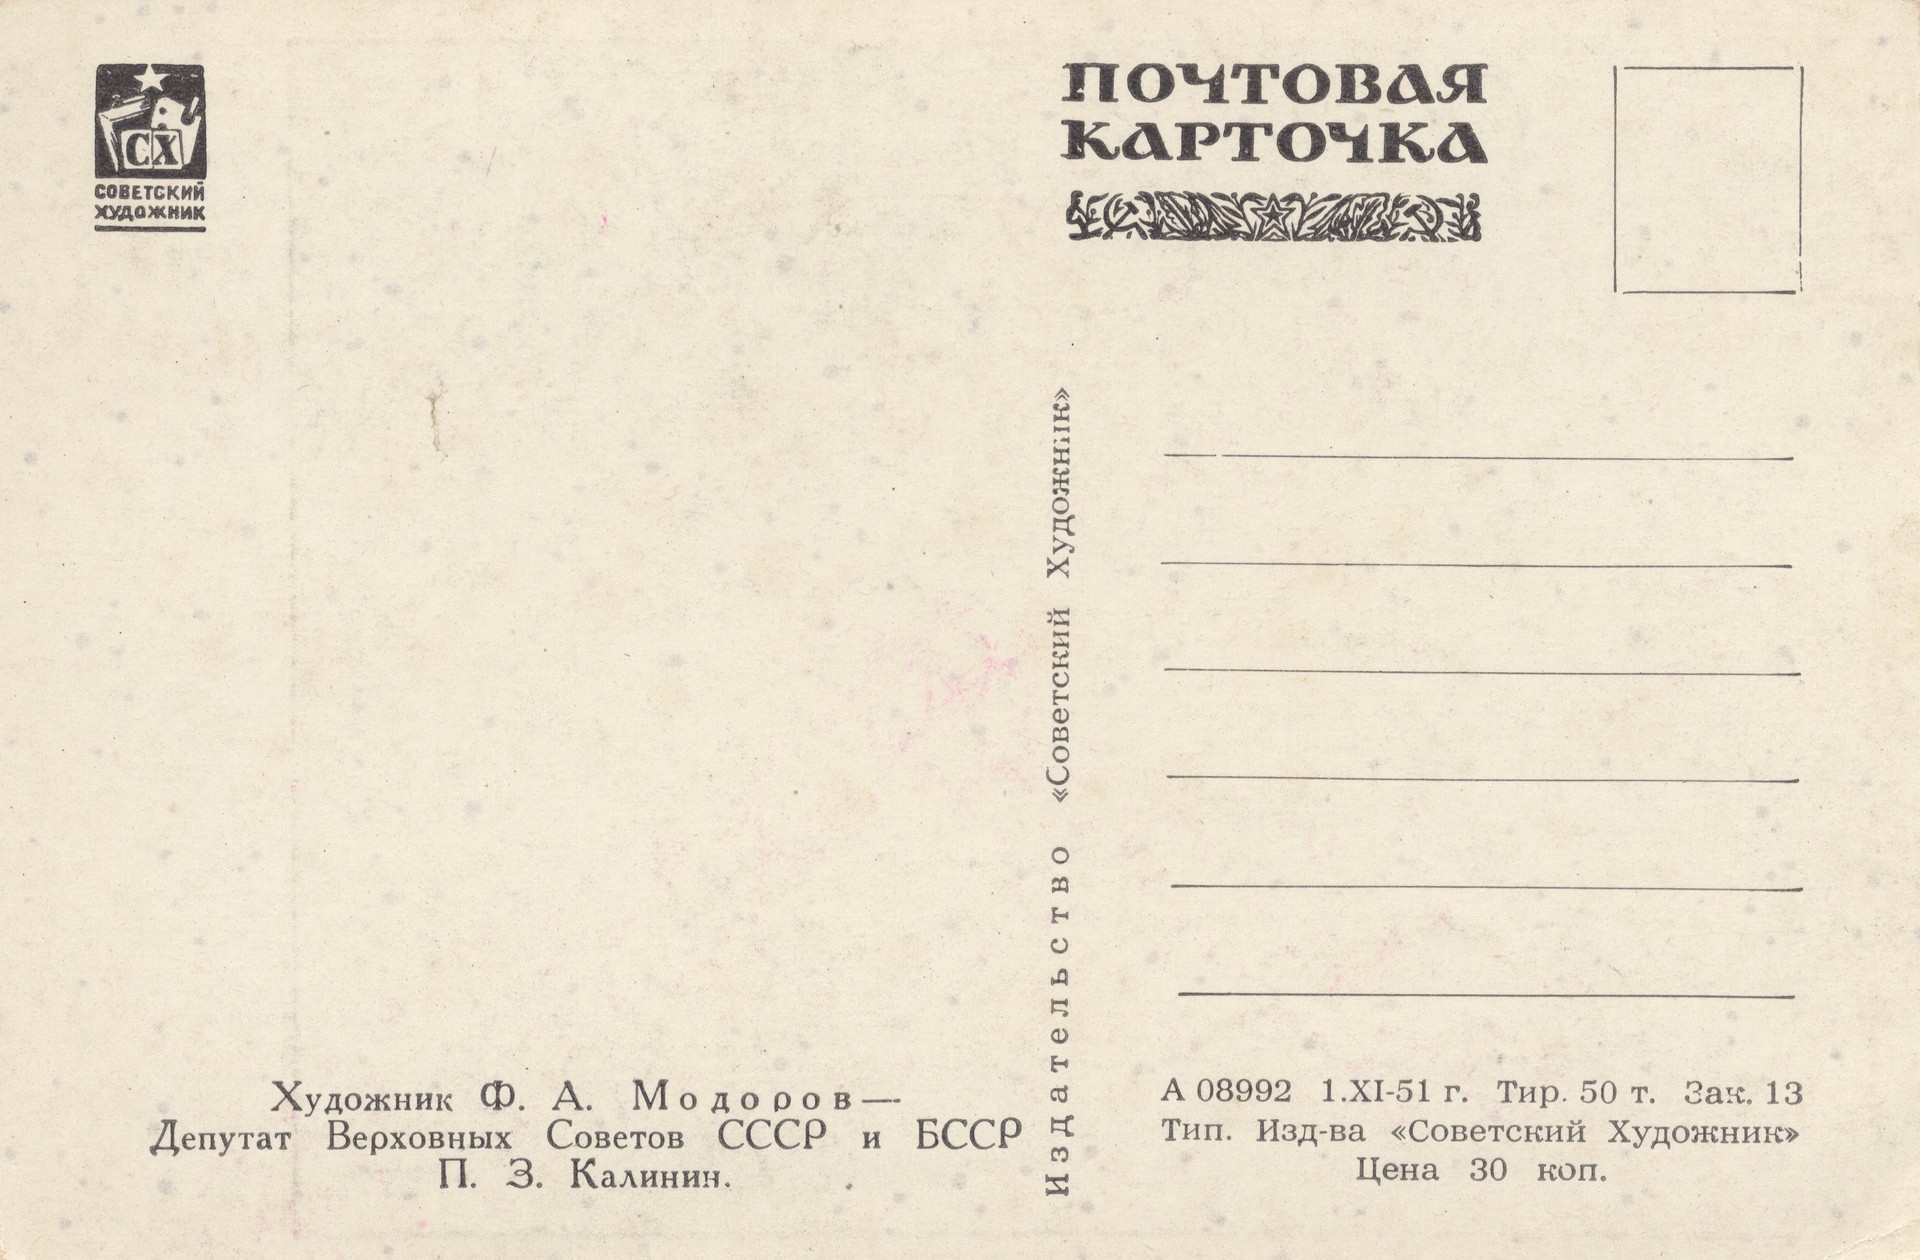 СХ
СОВЕТСКИЙ
ХУДОЖНИК
ПОЧТОВАЯ
КАРТОЧКА
Издательство «Советский Художник»
Художник Ф. А. Модоров—
Депутат Верховных Советов СССР и БССР
П. З. Калинин.
А 08992 1.XI-51 г. Тир. 50 т. Зак. 13
Тип. Изд-ва «Советский Художник»
Цена 30 коп.